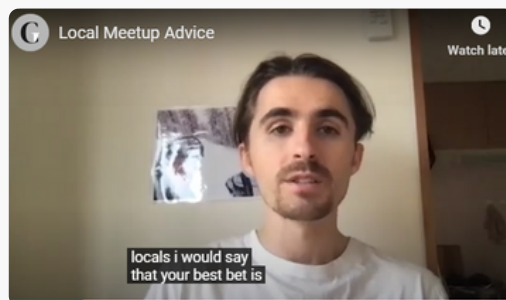 G
Local Meetup Advice
Watch late
locals i would say
that your best bet is